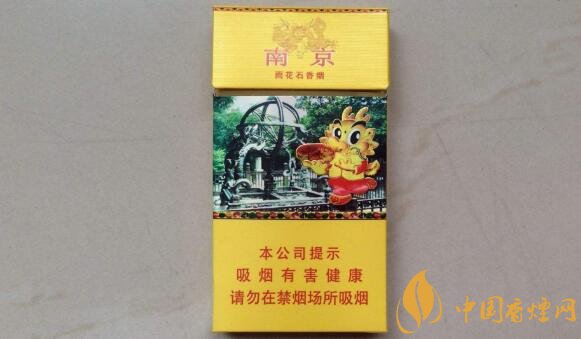 南京
雨花石香烟
本公司提示
吸烟有害健康
请勿在禁烟场所吸烟
中国香烟网